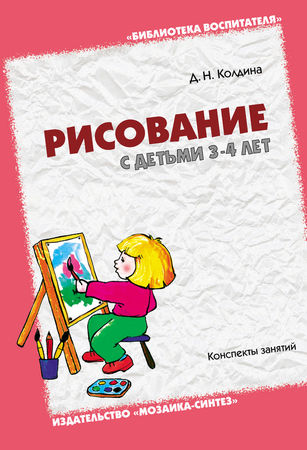 «БИБЛИОТЕКА ВОСПИТАТЕЛЯ»
Д. Н. Колдина
РИСОВАНИЕ
С ДЕТЬМИ 3-4 ЛЕТ
Конспекты занятий
ИЗДАТЕЛЬСТВО «МОЗАИКА-СИНТЕЗ»